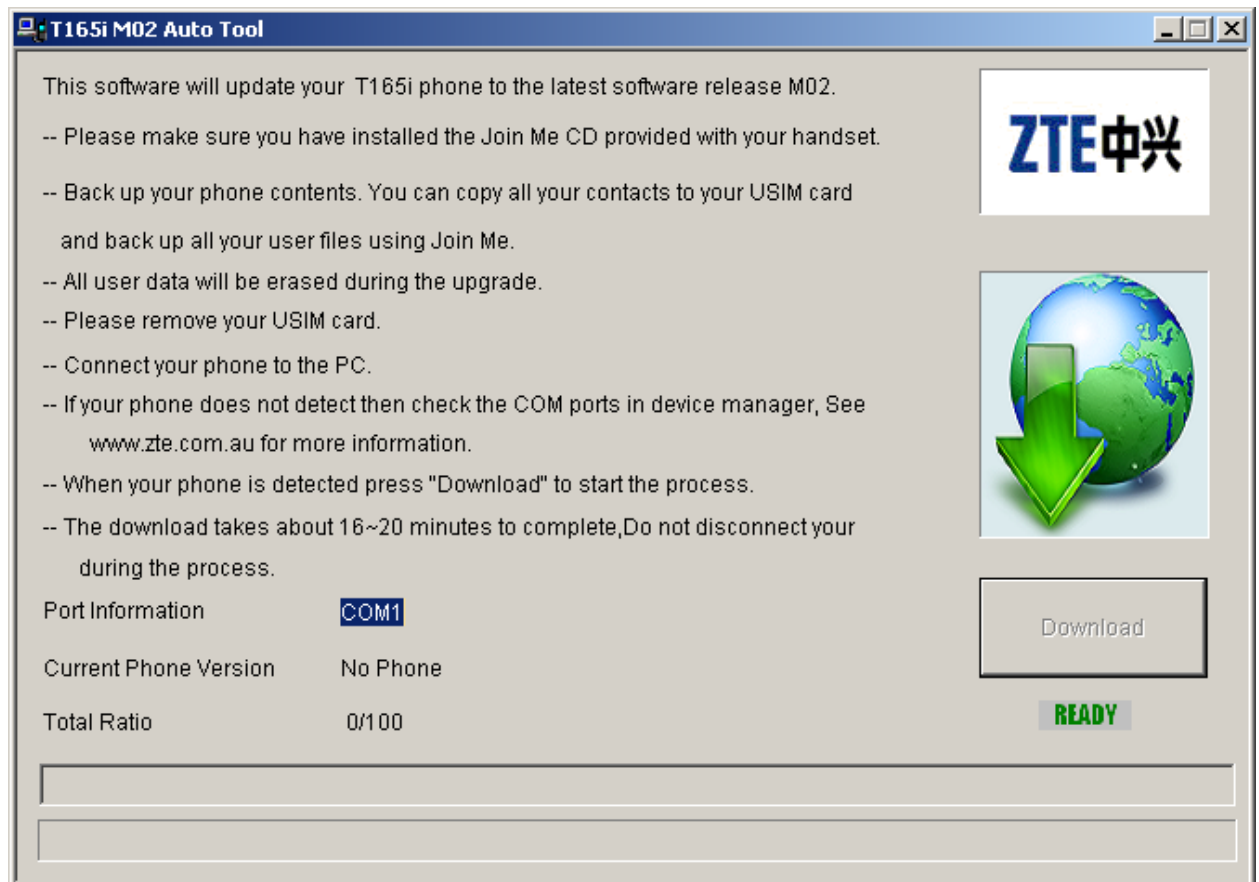 T165i M02 Auto Tool
This software will update your T165i phone to the latest software release M02.
-- Please make sure you have installed the Join Me CD provided with your handset.
ZTE中兴
-- Back up your phone contents. You can copy all your contacts to your USIM card
and back up all your user files using Join Me.
-- All user data will be erased during the upgrade.
-- Please remove your USIM card.
-- Connect your phone to the PC.
-- If your phone does not detect then check the COM ports in device manager, See
www.zte.com.au for more information.
-- When your phone is detected press "Download" to start the process.
-- The download takes about 16~20 minutes to complete,Do not disconnect your
during the process.
Port Information COM1
Download
Current Phone Version No Phone
Total Ratio 0/100
READY